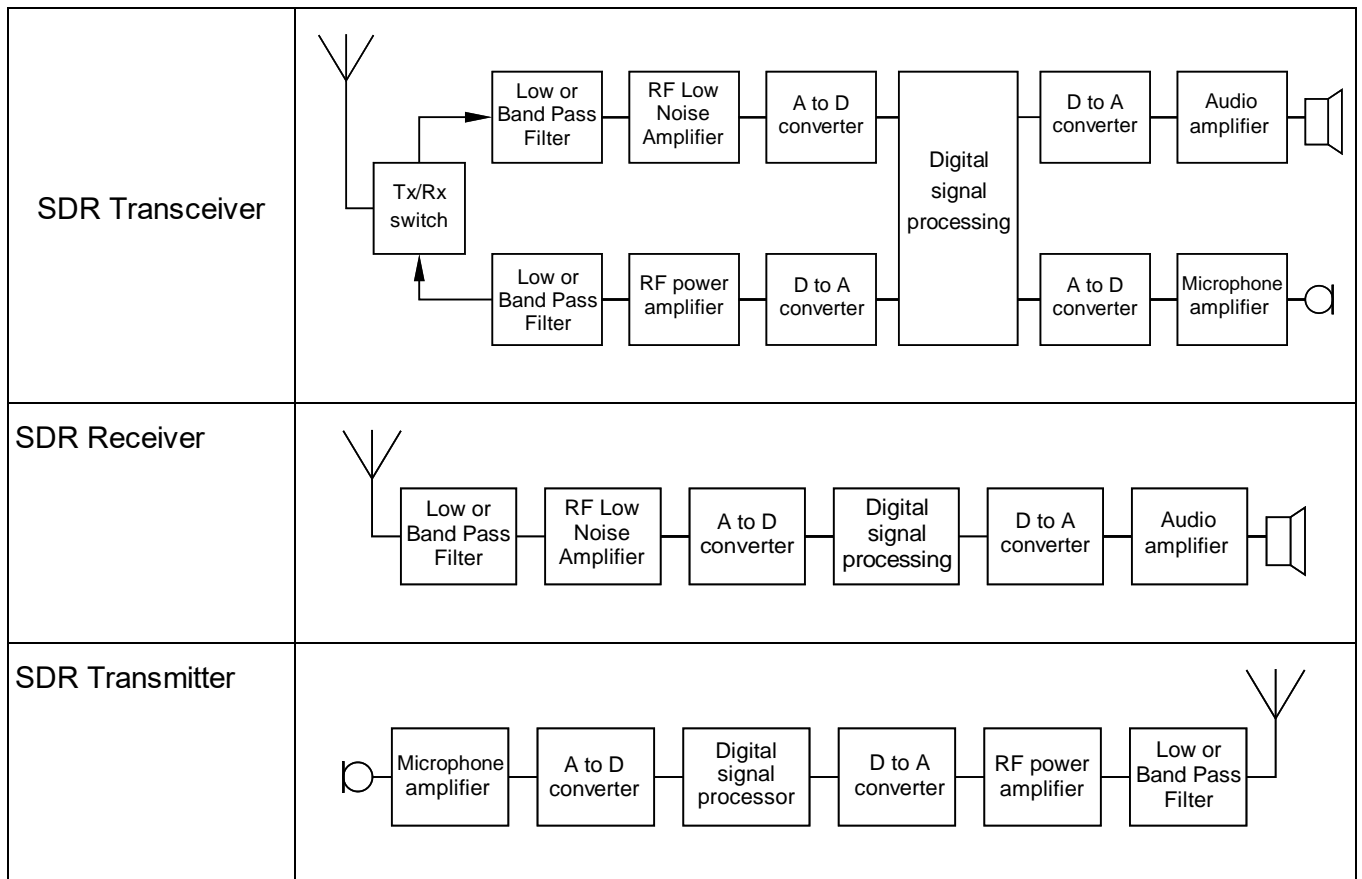 SDR Transceiver
Low or
Band Pass
Filter
RF Low
Noise
Amplifier
A to D
converter
Digital
signal
processing
D to A
converter
Audio
amplifier
Tx/Rx
switch
Low or
Band Pass
Filter
RF power
amplifier
D to A
converter
A to D
converter
Microphone
amplifier
SDR Receiver
Low or
Band Pass
Filter
RF Low
Noise
Amplifier
A to D
converter
Digital
signal
processing
D to A
converter
Audio
amplifier
SDR Transmitter
Microphone
amplifier
A to D
converter
Digital
signal
processor
D to A
converter
RF power
amplifier
Low or
Band Pass
Filter